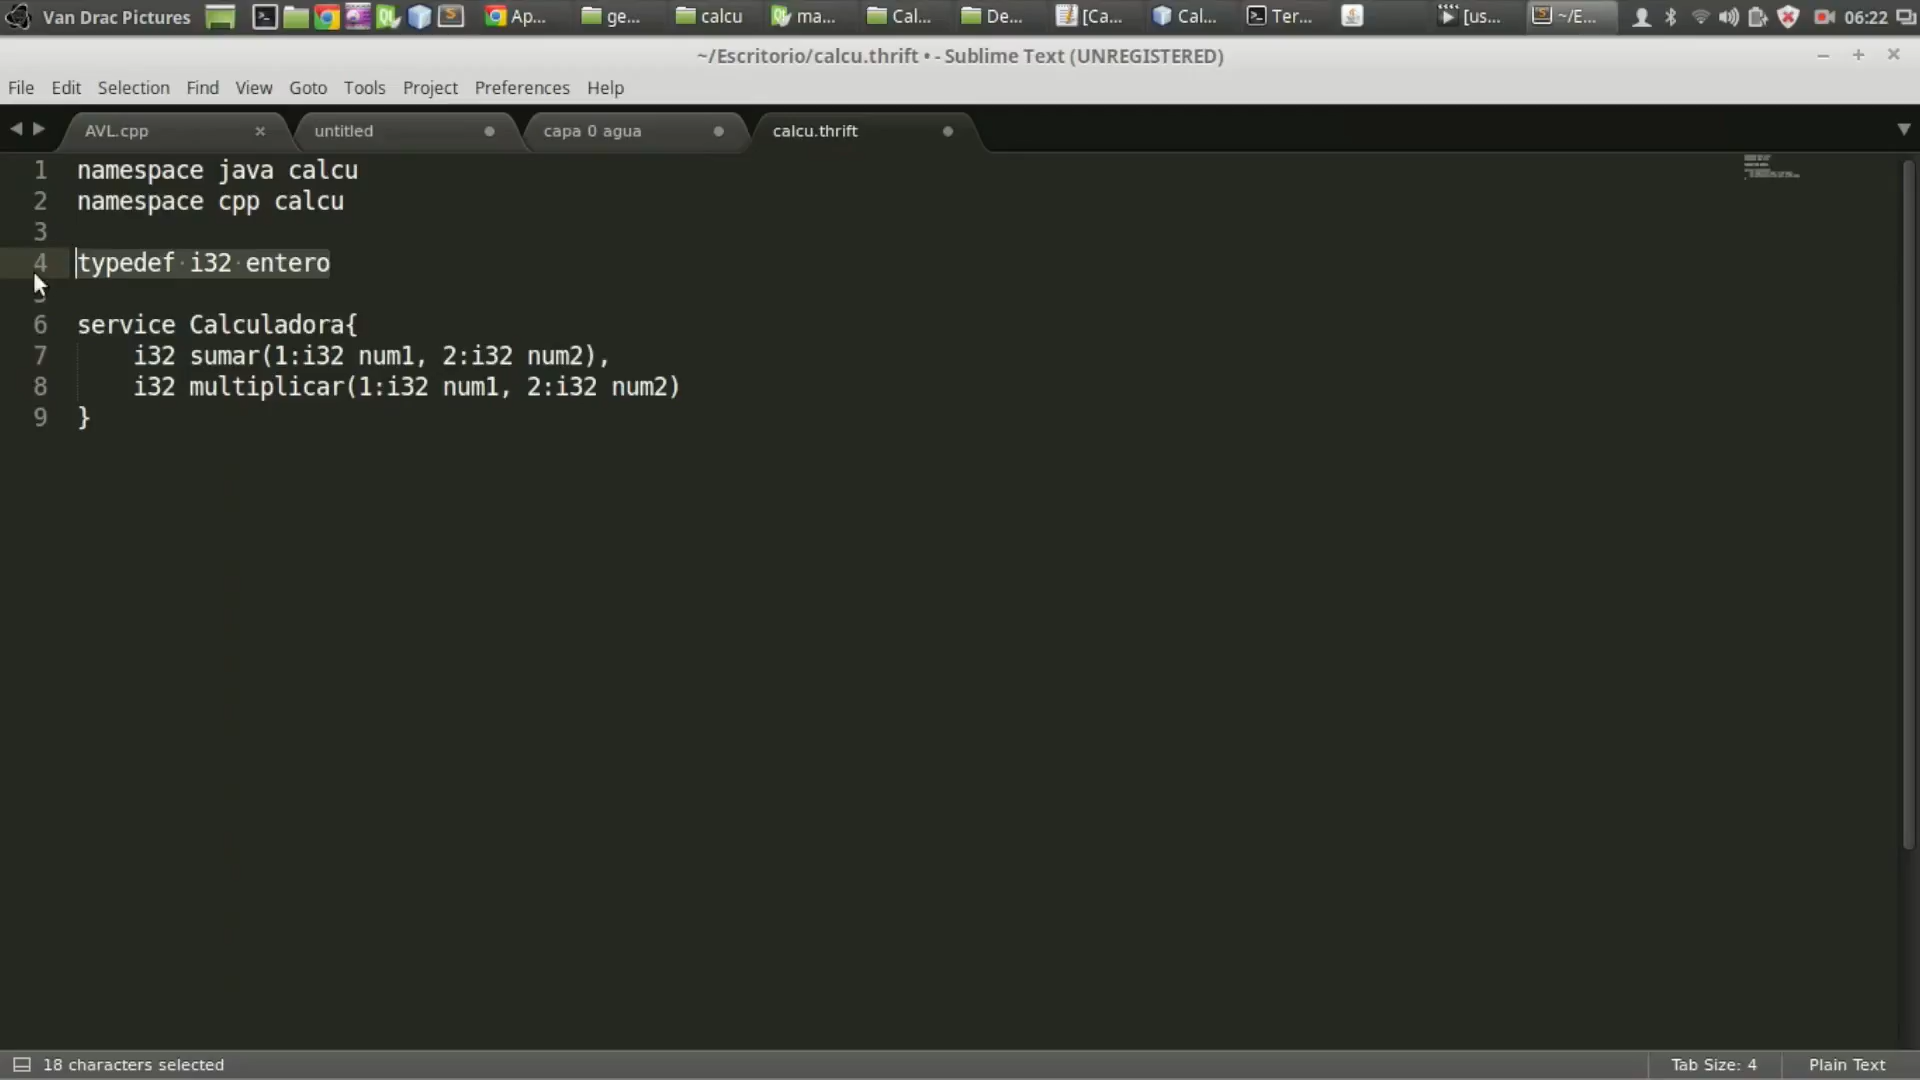 Van Drac Pictures
Ap...
ge...
calcu
ma...
Cal...
De...
[Ca...
Cal...
Ter...
[us...
~/E...
06:22
~/Escritorio/calcu.thrift • - Sublime Text (UNREGISTERED)
File Edit Selection Find View Goto Tools Project Preferences Help
AVL.cpp
untitled
capa 0 agua
calcu.thrift
1 namespace java calcu
2 namespace cpp calcu
3
4 typedef i32 entero
5
6 service Calculadora{
7 i32 sumar(1:i32 num1, 2:i32 num2),
8 i32 multiplicar(1:i32 num1, 2:i32 num2)
9 }
18 characters selected
Tab Size: 4
Plain Text